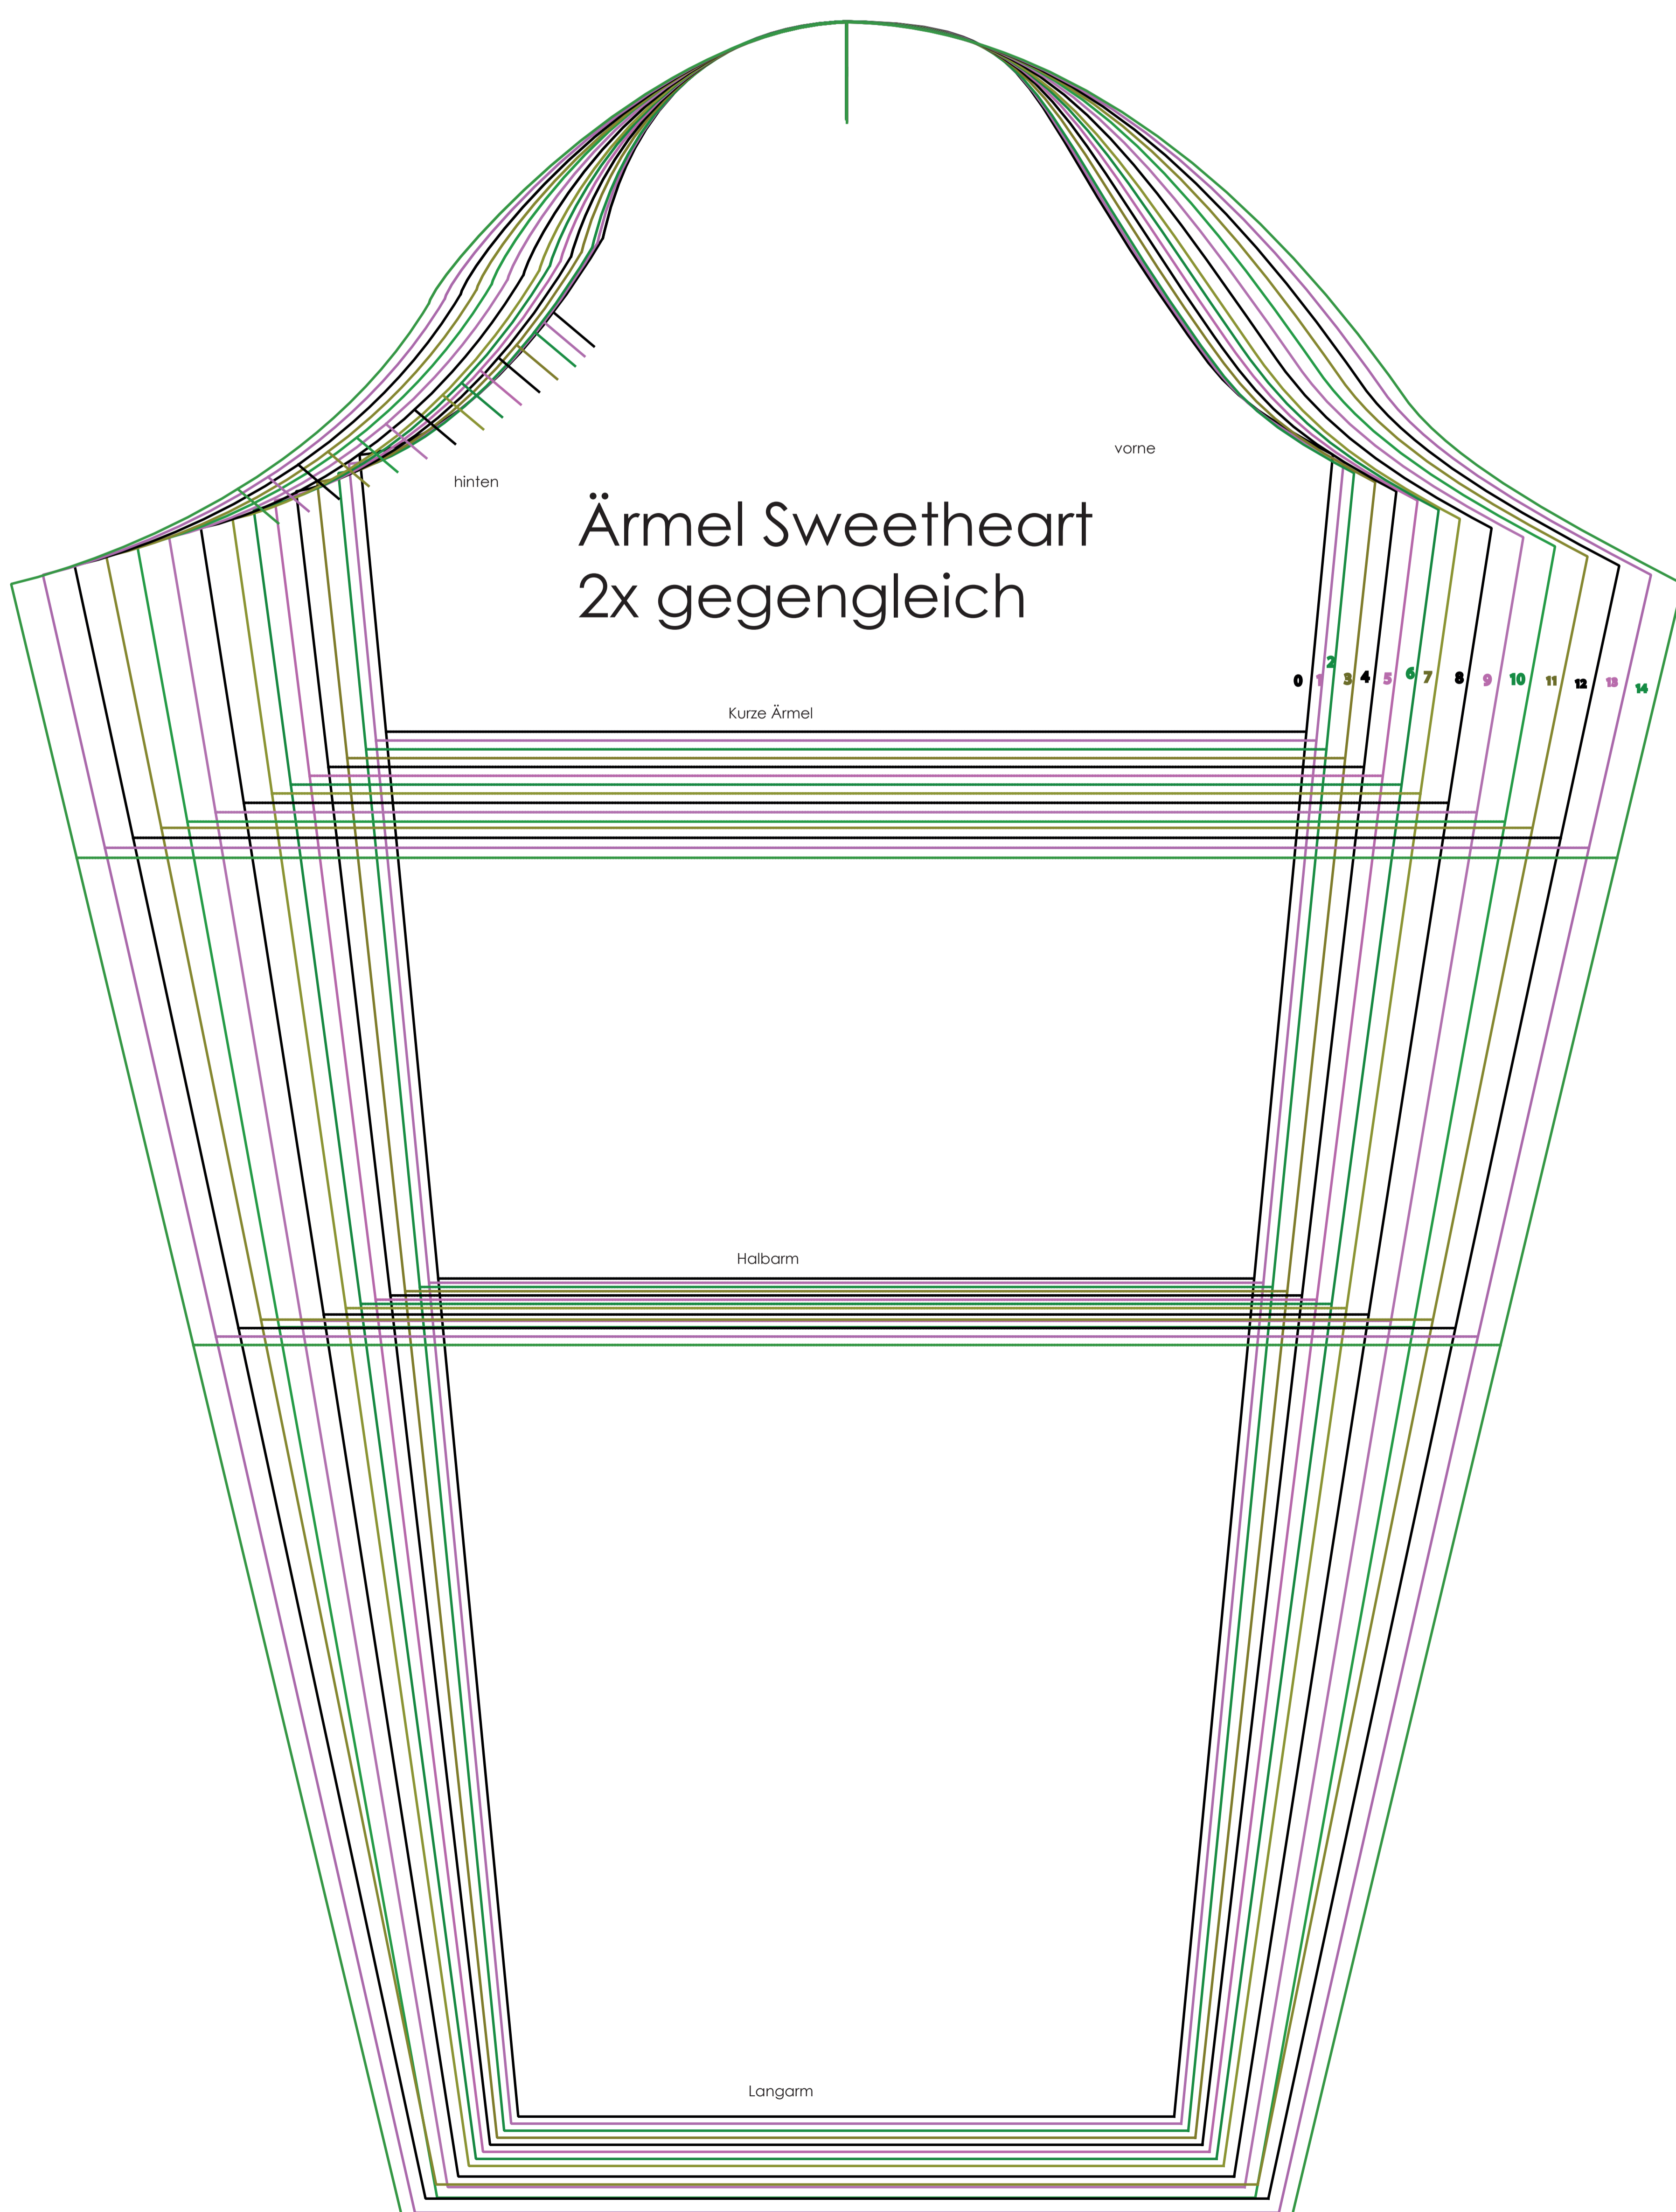 vorne
hinten
Ärmel Sweetheart
2x gegengleich
0 1 2 3 4 5 6 7 8 9 10 11 12 13 14
Kurze Ärmel
Halbarm
Langarm